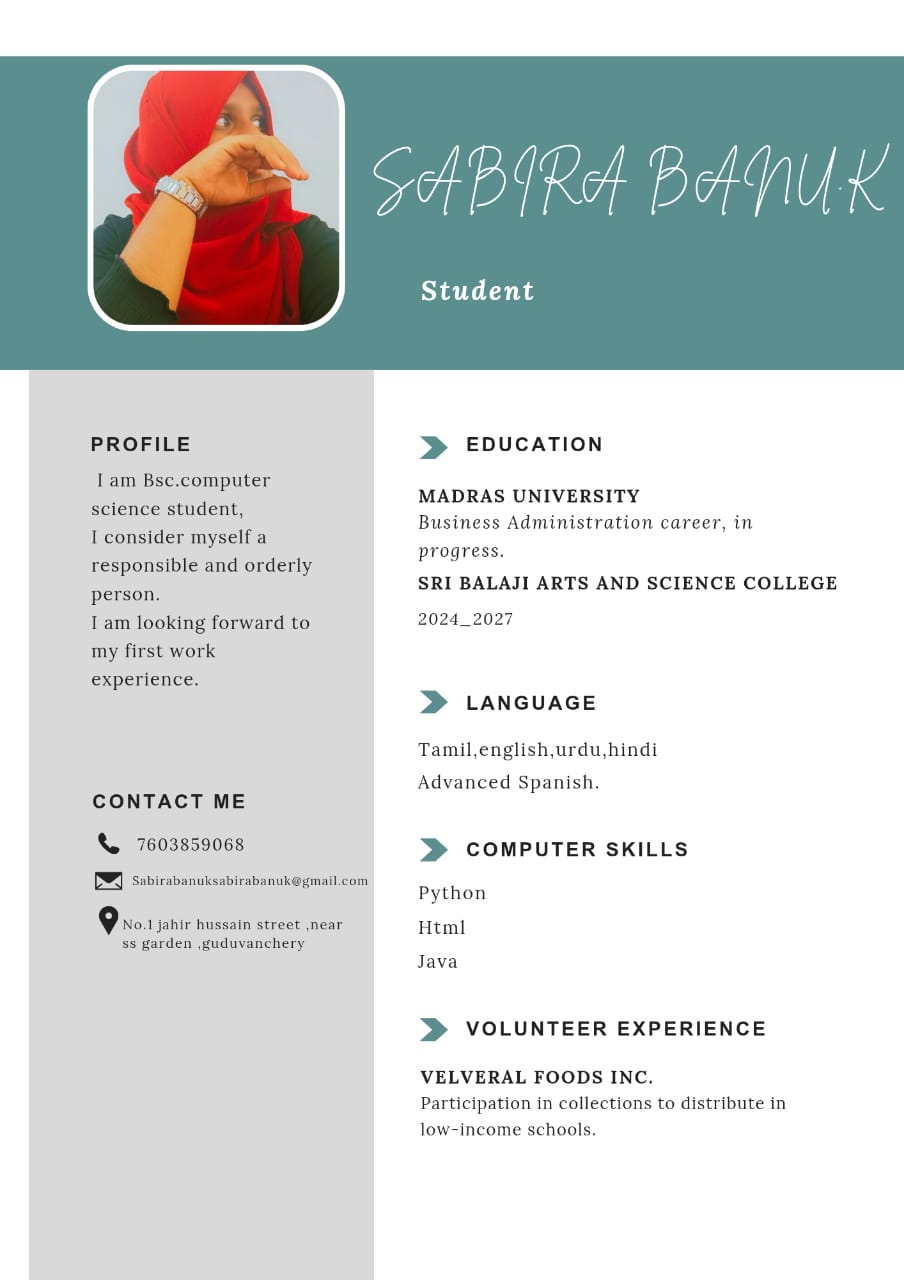 SABIRA BANU.K
Student
PROFILE
I am Bsc.computer
science student,
I consider myself a
responsible and orderly
person.
I am looking forward to
my first work
experience.
CONTACT ME
7603859068
Sabirabanuksabirabanuk@gmail.com
No.1 jahir hussain street ,near
ss garden ,guduvanchery
EDUCATION
MADRAS UNIVERSITY
Business Administration career, in
progress.
SRI BALAJI ARTS AND SCIENCE COLLEGE
2024_2027
LANGUAGE
Tamil,english,urdu,hindi
Advanced Spanish.
COMPUTER SKILLS
Python
Html
Java
VOLUNTEER EXPERIENCE
VELVERAL FOODS INC.
Participation in collections to distribute in
low-income schools.